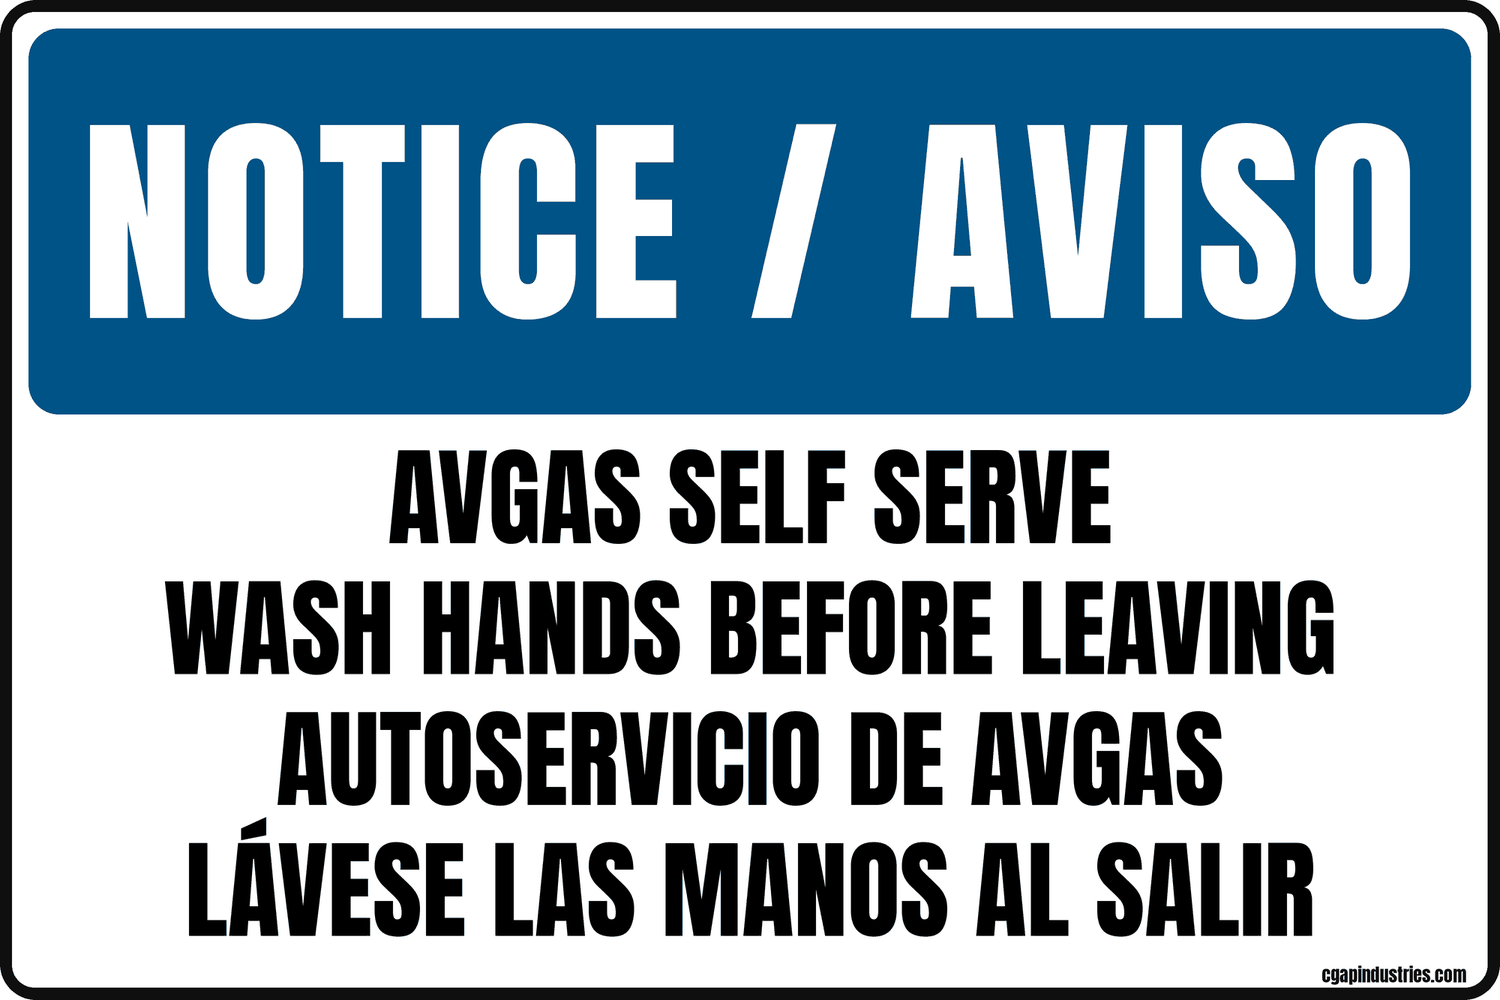 NOTICE / AVISO
AVGAS SELF SERVE
WASH HANDS BEFORE LEAVING
AUTOSERVICIO DE AVGAS
LÁVESE LAS MANOS AL SALIR
cgapindustries.com